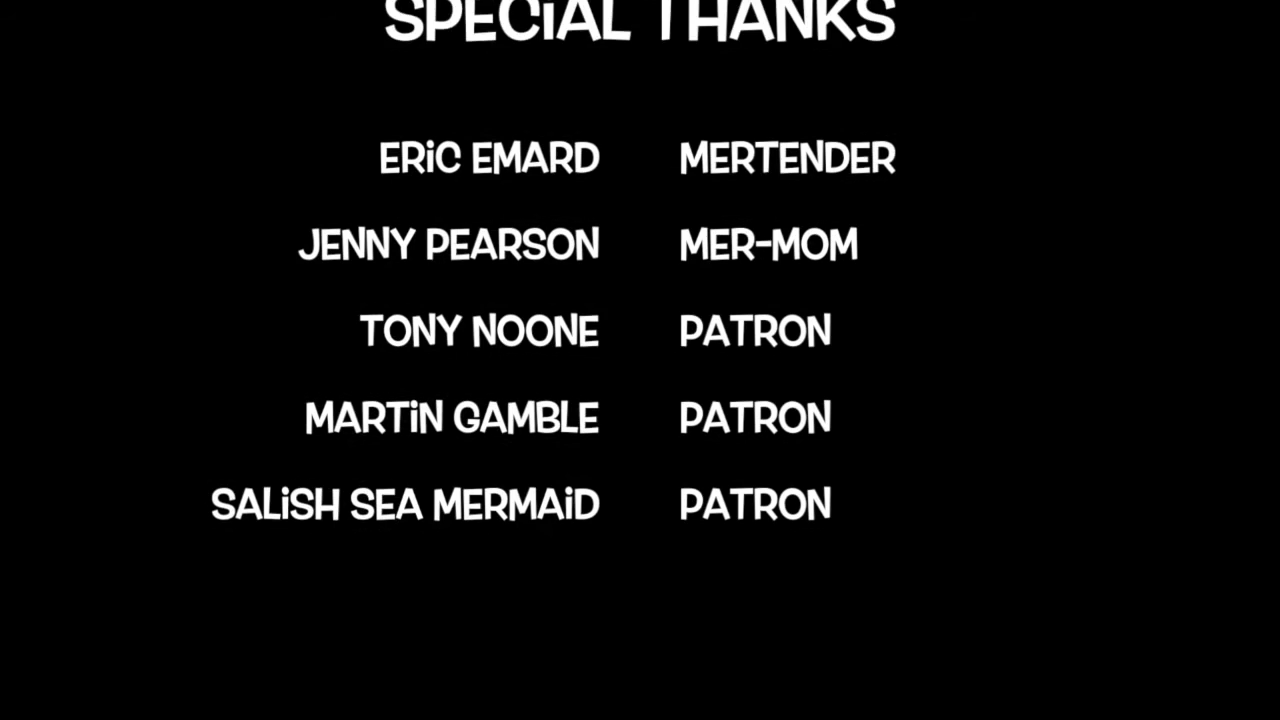 SPECiAL THANKS
ERiC EMARD MERTENDER
JENNY PEARSON MER-MOM
TONY NOONE PATRON
MARTiN GAMBLE PATRON
SALiSH SEA MERMAiD PATRON